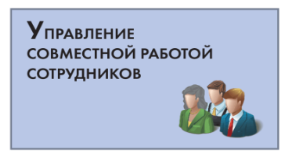 Управление
совместной работой
сотрудников